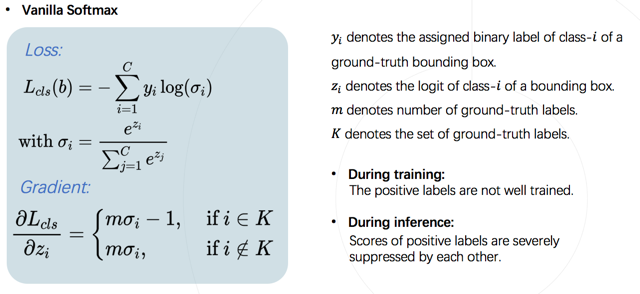 • Vanilla Softmax
Loss:
L_{cls}(b) = -\sum_{i=1}^{C} y_i \log(\sigma_i)
with \sigma_i = \frac{e^{z_i}}{\sum_{j=1}^{C} e^{z_j}}
Gradient:
\frac{\partial L_{cls}}{\partial z_i} = \begin{cases} m\sigma_i - 1, & \text{if } i \in K \\ m\sigma_i, & \text{if } i \notin K \end{cases}
y_i denotes the assigned binary label of class-i of a
ground-truth bounding box.
z_i denotes the logit of class-i of a bounding box.
m denotes number of ground-truth labels.
K denotes the set of ground-truth labels.
• During training:
The positive labels are not well trained.
• During inference:
Scores of positive labels are severely
suppressed by each other.